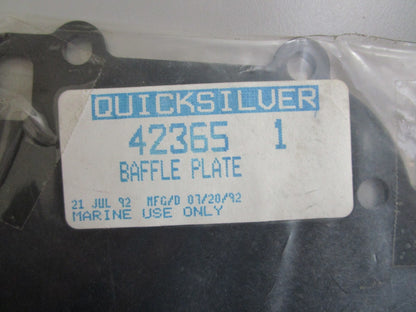 QUICKSILVER
42365 1
BAFFLE PLATE
21 JUL 92 MFG/D 07/20/92
MARINE USE ONLY